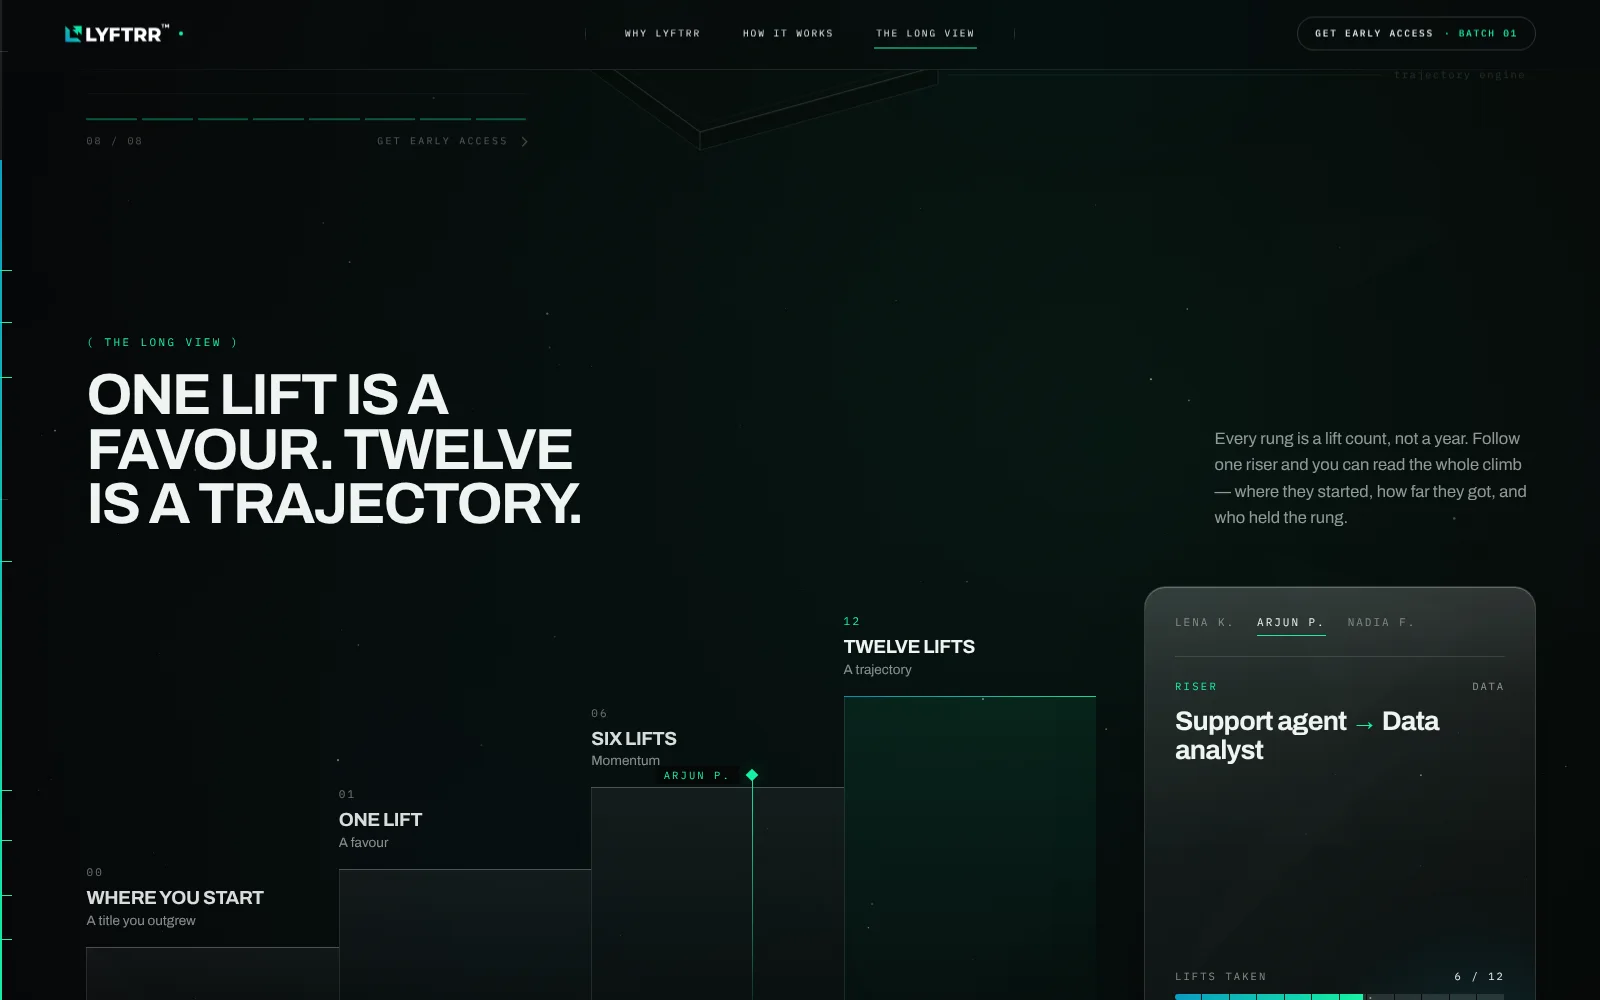 LYFTRR™
WHY LYFTRR
HOW IT WORKS
THE LONG VIEW
GET EARLY ACCESS · BATCH 01
trajectory engine
08 / 08
GET EARLY ACCESS
( THE LONG VIEW )
ONE LIFT IS A
FAVOUR. TWELVE
IS A TRAJECTORY.
Every rung is a lift count, not a year. Follow
one riser and you can read the whole climb
— where they started, how far they got, and
who held the rung.
00
WHERE YOU START
A title you outgrew
01
ONE LIFT
A favour
06
SIX LIFTS
Momentum
ARJUN P.
12
TWELVE LIFTS
A trajectory
LENA K.
ARJUN P.
NADIA F.
RISER
DATA
Support agent → Data
analyst
LIFTS TAKEN
6 / 12